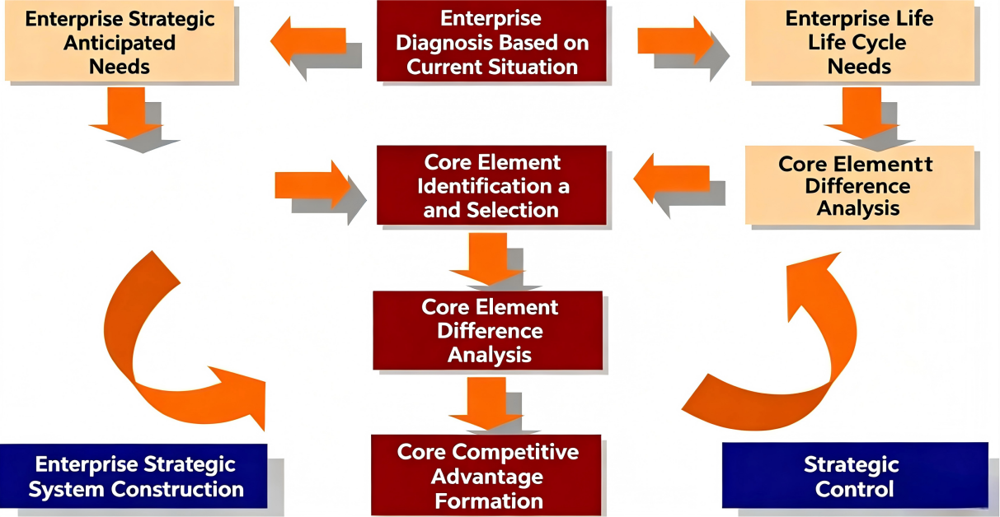 Enterprise Strategic
Anticipated
Needs
Enterprise
Diagnosis Based on
Current Situation
Enterprise Life
Life Cycle
Needs
Core Element
Identification a
and Selection
Core Elementt
Difference
Analysis
Core Element
Difference
Analysis
Enterprise Strategic
System Construction
Core Competitive
Advantage
Formation
Strategic
Control